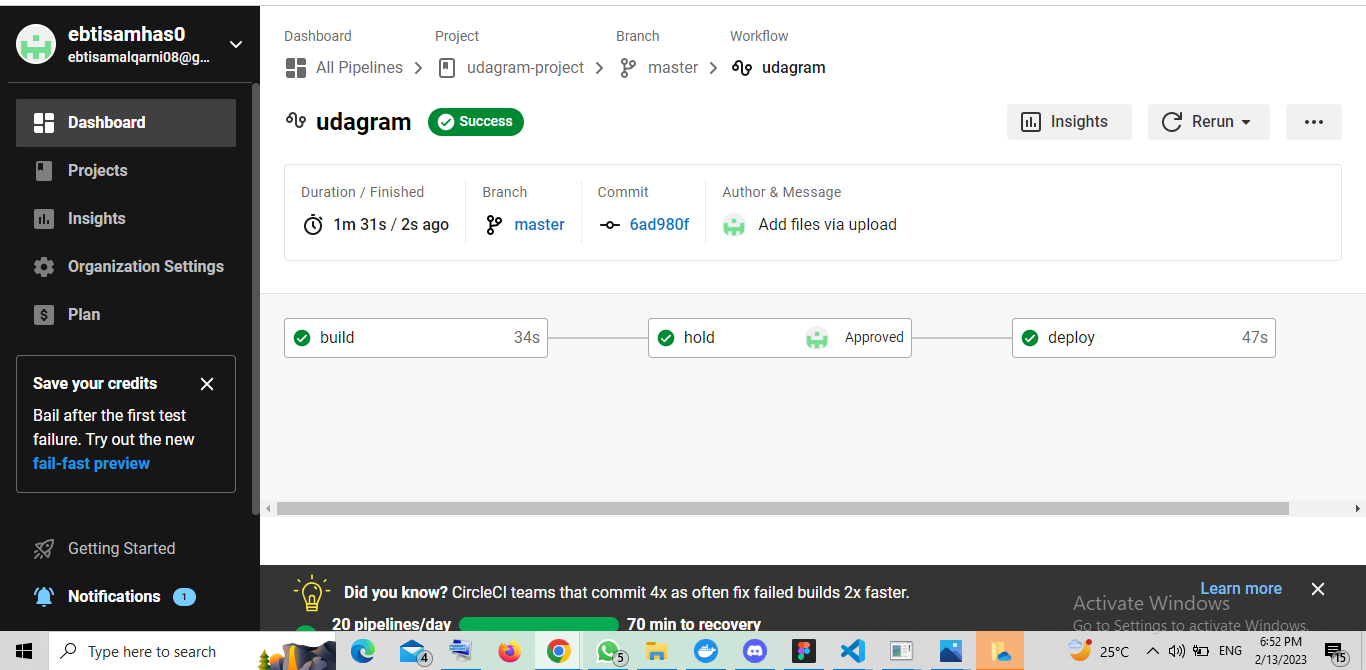 ebtisamhas0
ebtisamalqarni08@g...
Dashboard
Projects
Insights
Organization Settings
Plan
Save your credits
Bail after the first test
failure. Try out the new
fail-fast preview
Getting Started
Notifications 1
Dashboard Project Branch Workflow
All Pipelines udagram-project master udagram
udagram Success Insights Rerun
Duration / Finished Branch Commit Author & Message
1m 31s / 2s ago master 6ad980f Add files via upload
build 34s hold Approved deploy 47s
Did you know? CircleCI teams that commit 4x as often fix failed builds 2x faster. Learn more
20 pipelines/day 70 min to recovery
Activate Windows
Go to Settings to activate Windows.
Type here to search 4 5 25°C ENG 6:52 PM
2/13/2023 15